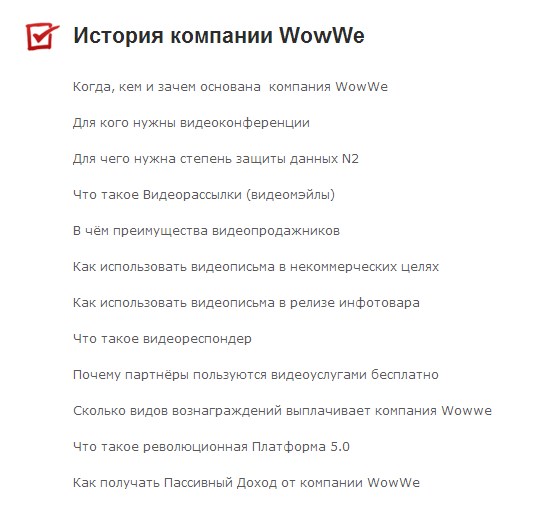 История компании WowWe
Когда, кем и зачем основана компания WowWe
Для кого нужны видеоконференции
Для чего нужна степень защиты данных N2
Что такое Видеорассылки (видеомэйлы)
В чём преимущества видеопродажников
Как использовать видеописьма в некоммерческих целях
Как использовать видеописьма в релизе инфотовара
Что такое видеореспондер
Почему партнёры пользуются видеоуслугами бесплатно
Сколько видов вознаграждений выплачивает компания Wowwe
Что такое революционная Платформа 5.0
Как получать Пассивный Доход от компании WowWe